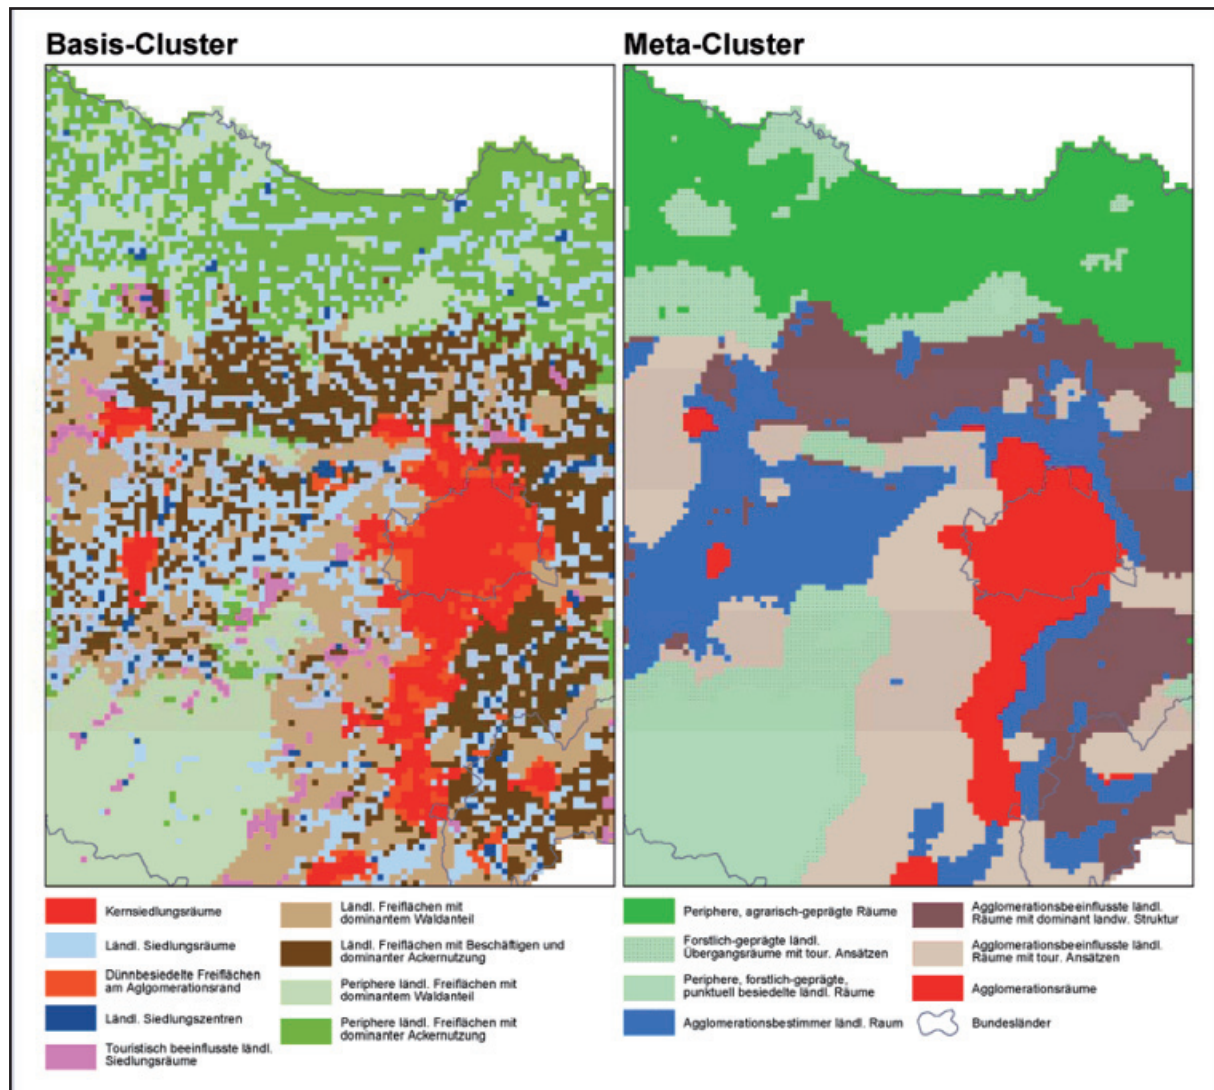 Basis-Cluster
Meta-Cluster
Kernsiedlungsräume
Ländl. Siedlungsräume
Dünnbesiedelte Freiflächen
am Aglgomerationsrand
Ländl. Siedlungszentren
Touristisch beeinflusste ländl.
Siedlungsräume
Ländl. Freiflächen mit
dominantem Waldanteil
Ländl. Freiflächen mit Beschäftigen und
dominanter Ackernutzung
Periphere ländl. Freiflächen mit
dominantem Waldanteil
Periphere ländl. Freiflächen mit
dominanter Ackernutzung
Periphere, agrarisch-geprägte Räume
Forstlich-geprägte ländl.
Übergangsräume mit tour. Ansätzen
Periphere, forstlich-geprägte,
punktuell besiedelte ländl. Räume
Agglomerationsbestimmer ländl. Raum
Agglomerationsbeeinflusste ländl.
Räume mit dominant landw. Struktur
Agglomerationsbeeinflusste ländl.
Räume mit tour. Ansätzen
Agglomerationsräume
Bundesländer